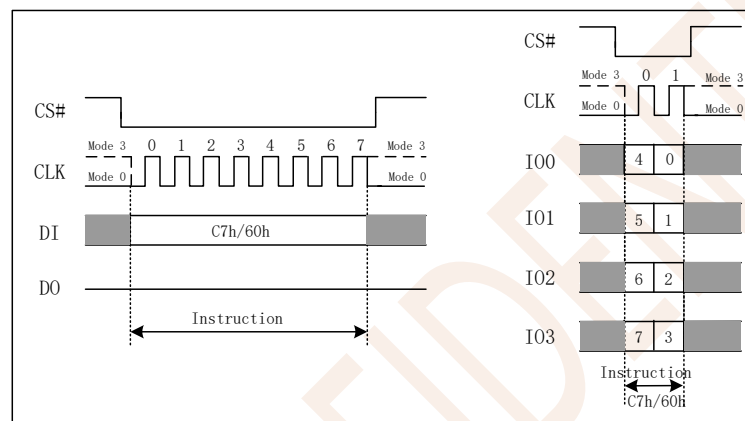 CS#
Mode 3 0 1 2 3 4 5 6 7 Mode 3
CLK
Mode 0 Mode 0
DI C7h/60h
DO
Instruction
CS#
Mode 3 0 1 Mode 3
CLK
Mode 0 Mode 0
IO0 4 0
IO1 5 1
IO2 6 2
IO3 7 3
Instruction
C7h/60h